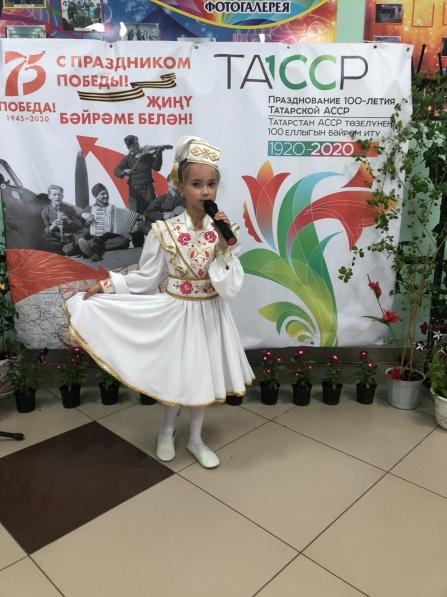 ФОТОГАЛЕРЕЯ
75
ПОБЕДА!
1945–2020
С ПРАЗДНИКОМ
ПОБЕДЫ!
ҖИҢҮ
БӘЙРӘМЕ БЕЛӘН!
ТАССР
Празднование 100-летия
Татарской АССР
Татарстан АССР төзелүнең
100 еллыгын бәйрәм итү
1920-2020